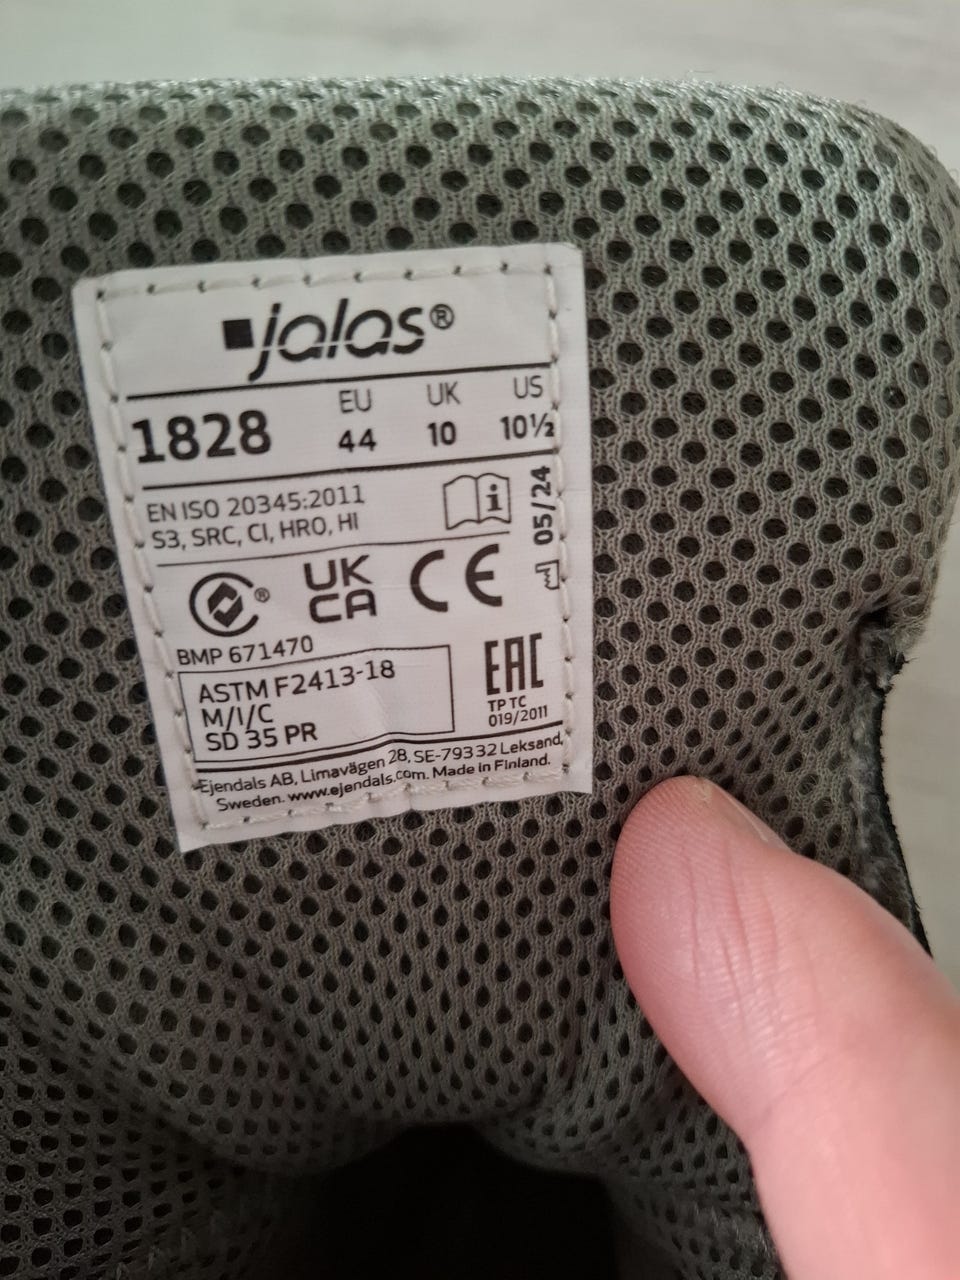 jalas®
EU UK US
1828 44 10 10½
EN ISO 20345:2011
S3, SRC, CI, HRO, HI
i
05/24
®
UK
CA
CE
BMP 671470
ASTM F2413-18
M/I/C
SD 35 PR
EAC
TP TC
019/2011
Ejendals AB, Limavägen 28, SE-79332 Leksand,
Sweden. www.ejendals.com. Made in Finland.